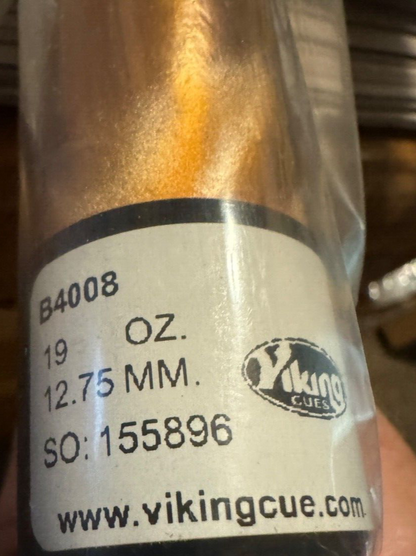 B4008
19 OZ.
12.75 MM.
Viking
CUES
SO: 155896
www.vikingcue.com